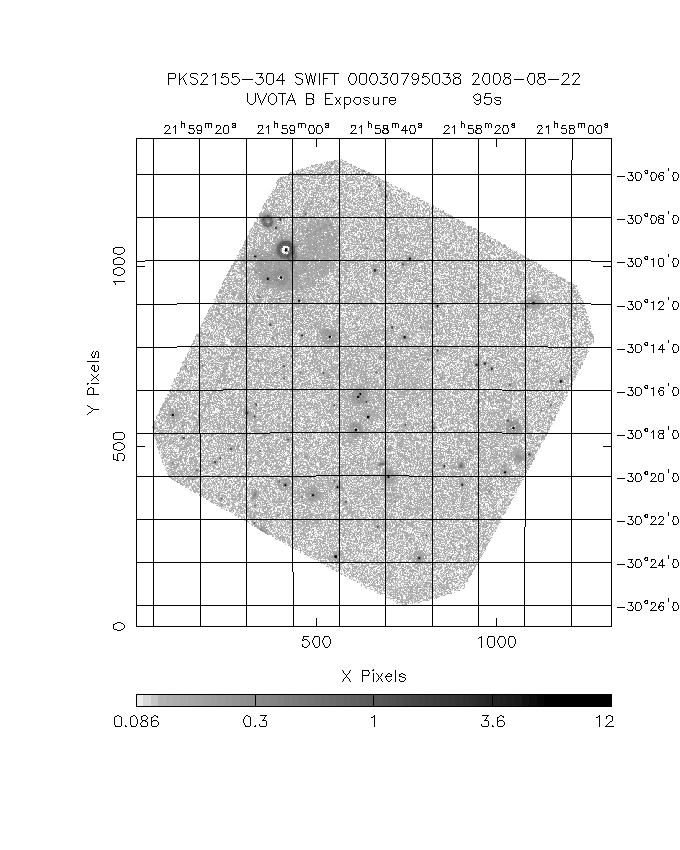 PKS2155-304 SWIFT 00030795038 2008-08-22
UVOTA B Exposure 95s
21ʰ59ᵐ20ˢ 21ʰ59ᵐ00ˢ 21ʰ58ᵐ40ˢ 21ʰ58ᵐ20ˢ 21ʰ58ᵐ00ˢ
-30°06'0
-30°08'0
-30°10'0
-30°12'0
-30°14'0
-30°16'0
-30°18'0
-30°20'0
-30°22'0
-30°24'0
-30°26'0
1000
500
0
Y Pixels
500 1000
X Pixels
0.086 0.3 1 3.6 12